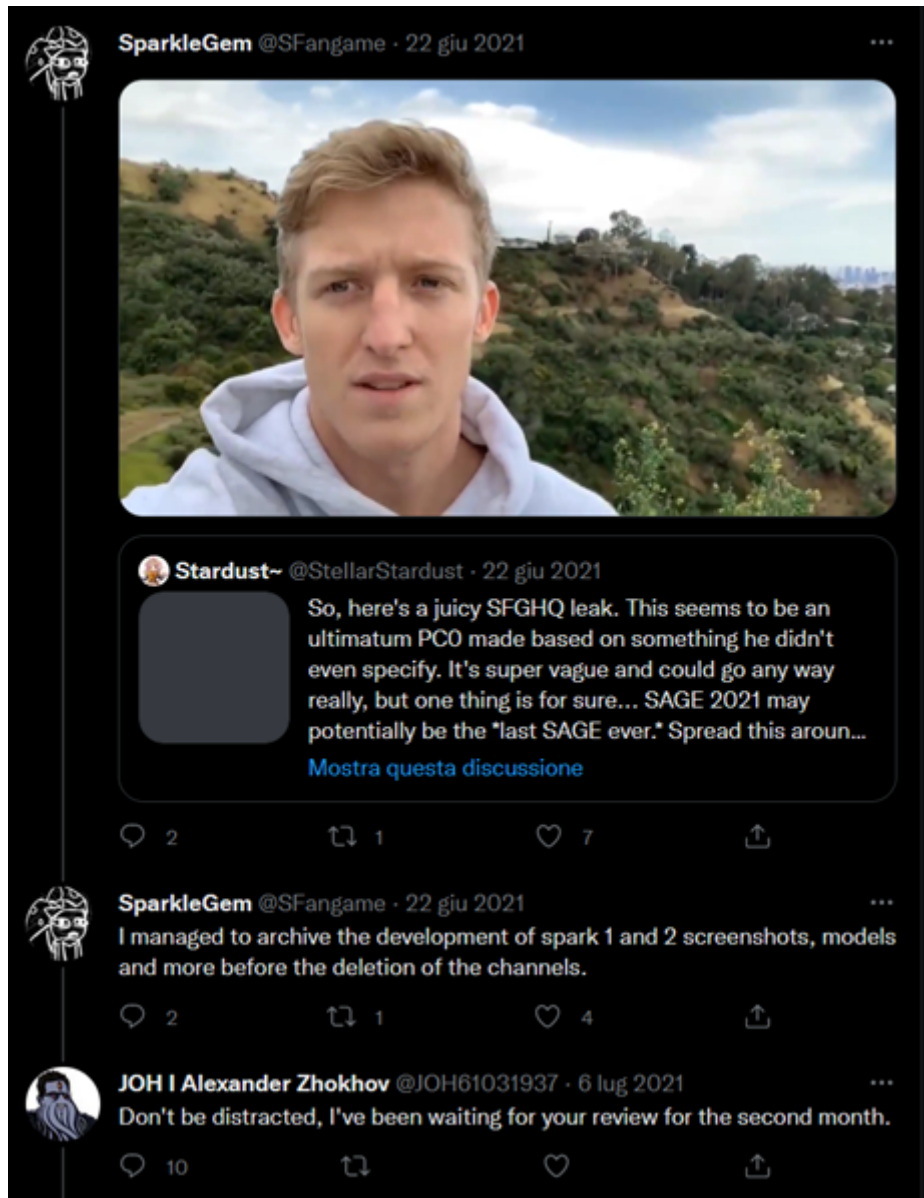 SparkleGem @SFangame · 22 giu 2021
Stardust~ @StellarStardust · 22 giu 2021
So, here's a juicy SFGHQ leak. This seems to be an
ultimatum PC0 made based on something he didn't
even specify. It's super vague and could go any way
really, but one thing is for sure... SAGE 2021 may
potentially be the *last SAGE ever.* Spread this aroun...
Mostra questa discussione
2 1 7
SparkleGem @SFangame · 22 giu 2021
I managed to archive the development of spark 1 and 2 screenshots, models
and more before the deletion of the channels.
2 1 4
JOH I Alexander Zhokhov @JOH61031937 · 6 lug 2021
Don't be distracted, I've been waiting for your review for the second month.
10